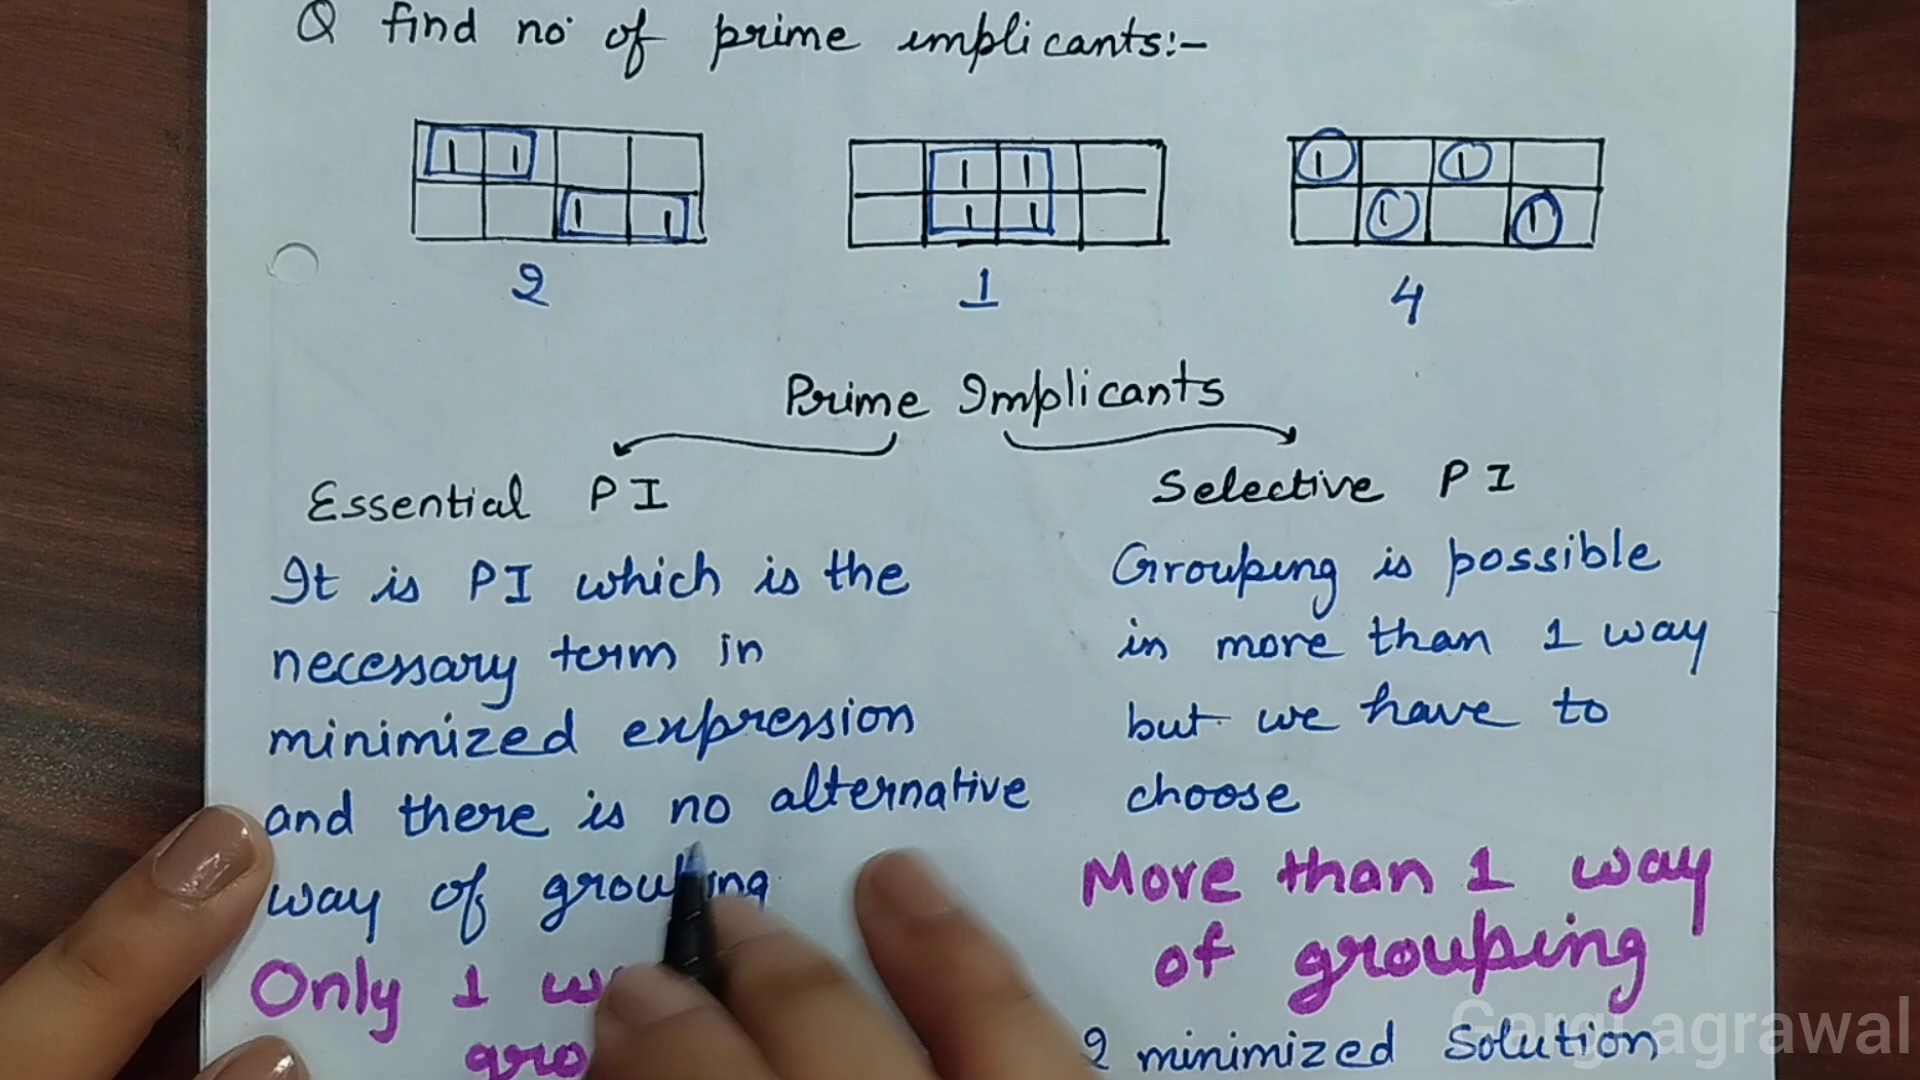 Q find no. of prime implicants:-
1 1
1 1
1 1
1 1
1 1
1 1
2 1 4
Prime Implicants
Essential PI
It is PI which is the
necessary term in
minimized expression
and there is no alternative
way of grouping
Only 1
Selective PI
Grouping is possible
in more than 1 way
but we have to
choose
More than 1 way
of grouping
2 minimized solution
Gargi agrawal